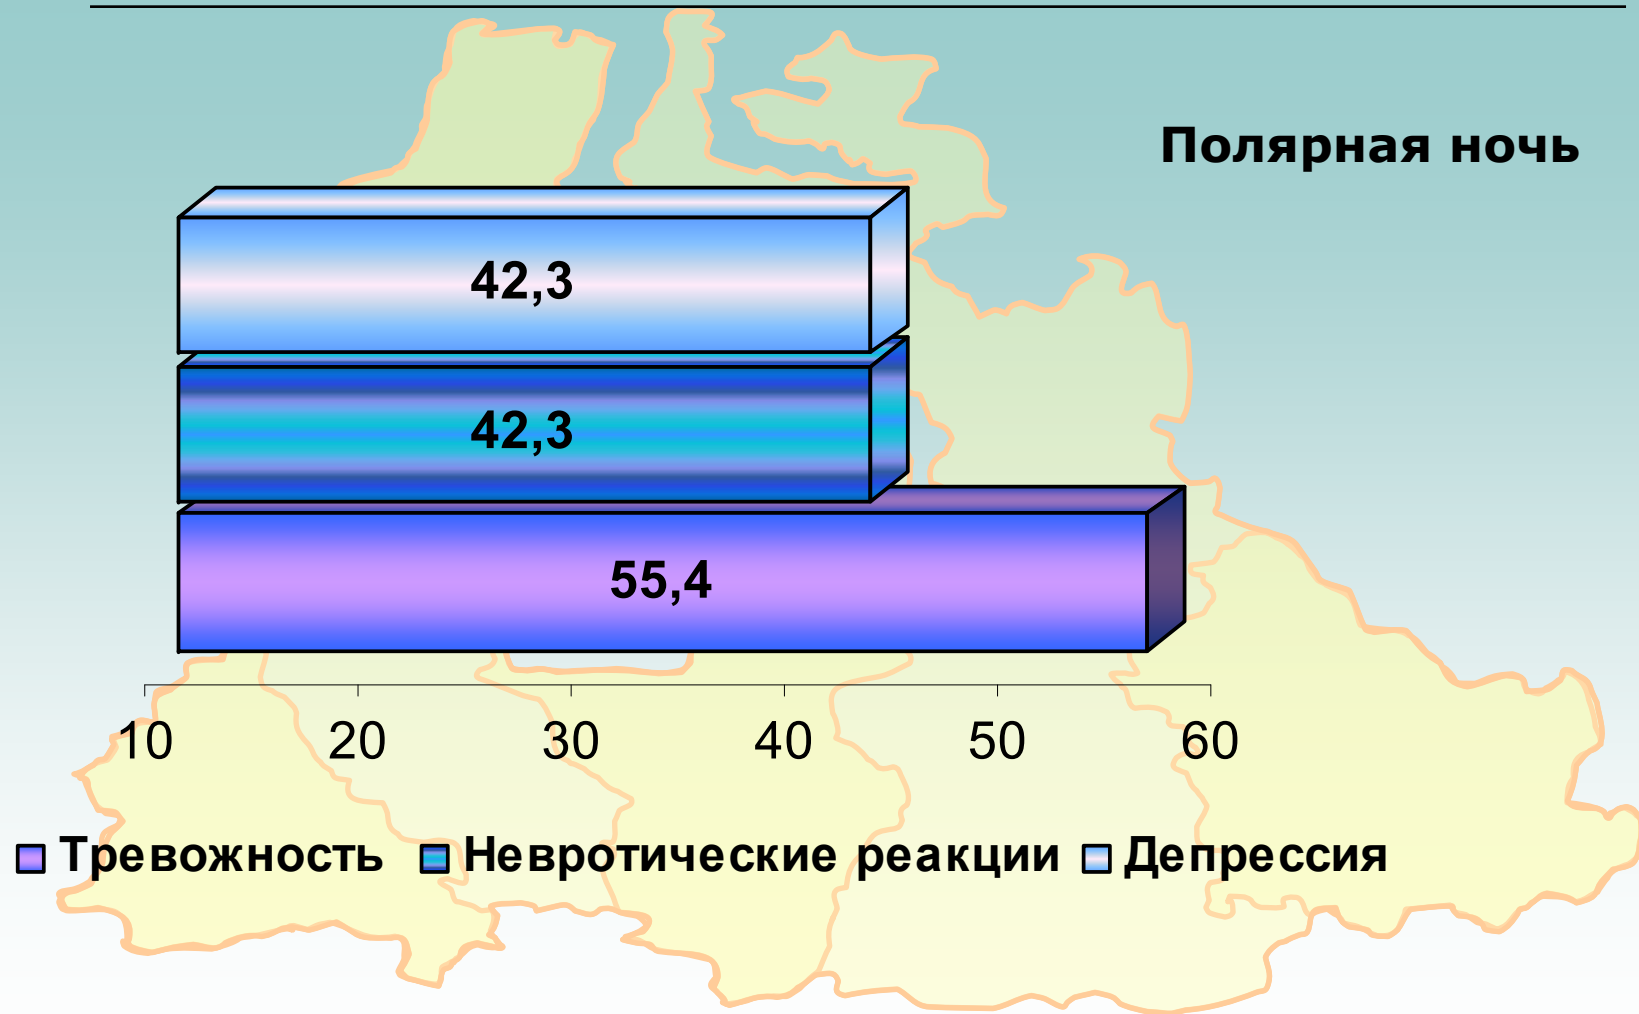 Полярная ночь
42,3
42,3
55,4
10 20 30 40 50 60
Тревожность Невротические реакции Депрессия